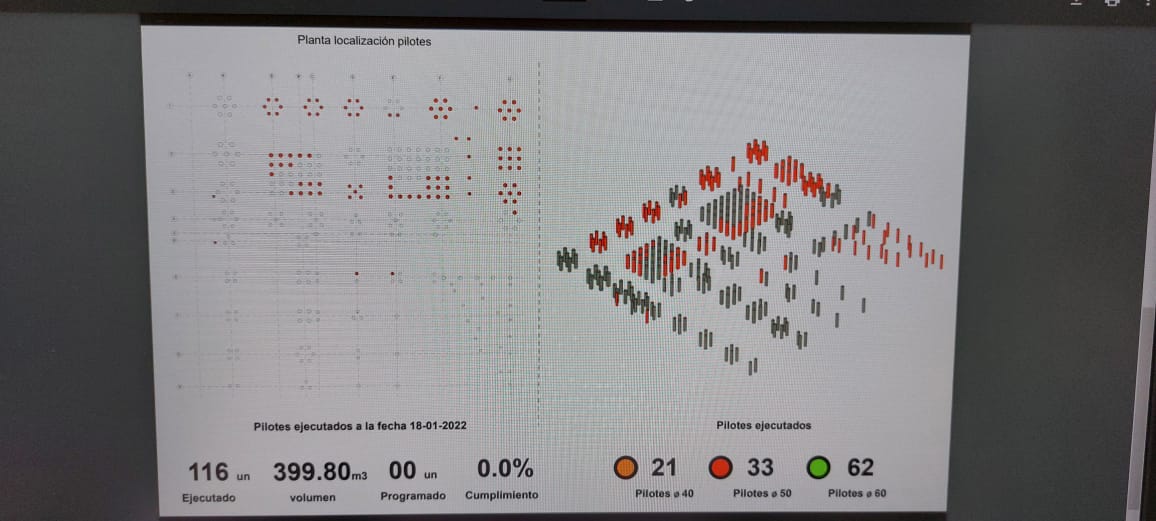 Planta localización pilotes
Pilotes ejecutados a la fecha 18-01-2022
116 un
Ejecutado
399.80m3
volumen
00 un
Programado
0.0%
Cumplimiento
Pilotes ejecutados
21
Pilotes ø 40
33
Pilotes ø 50
62
Pilotes ø 60